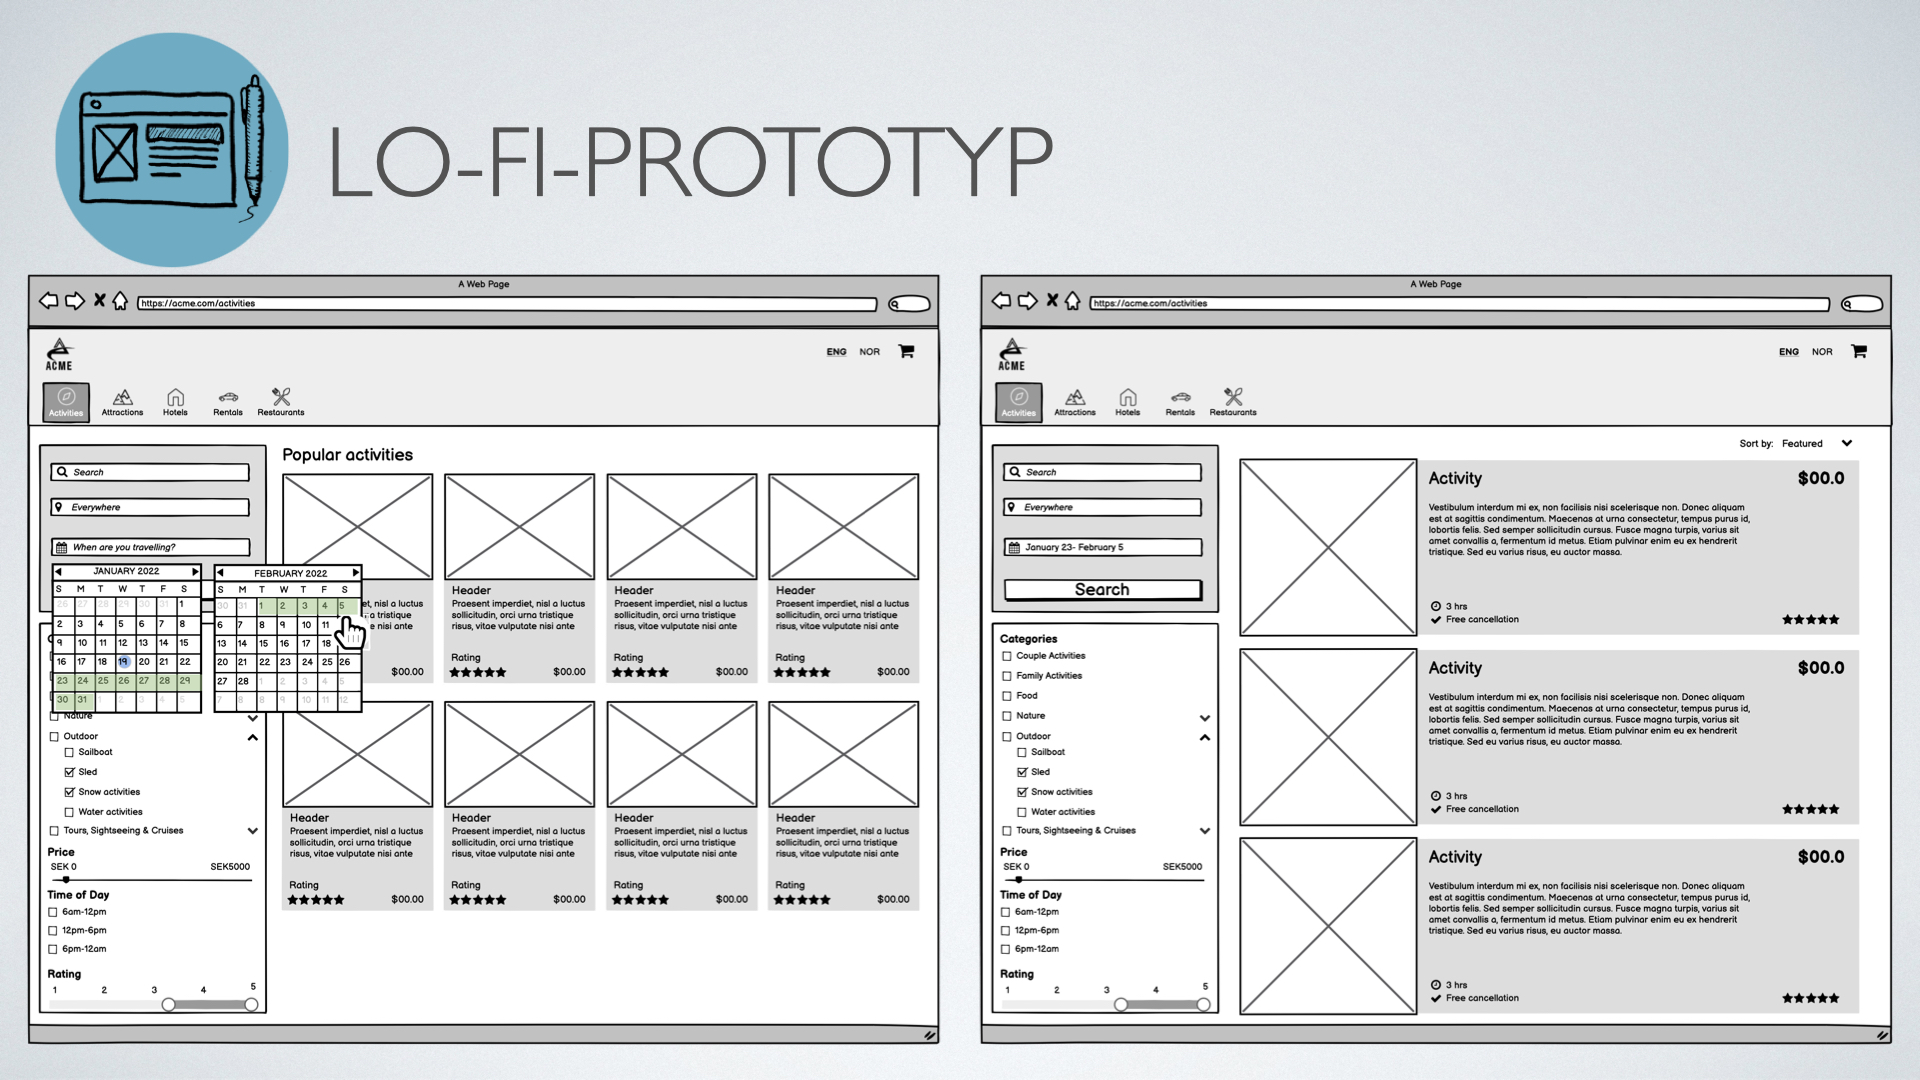 LO-FI-PROTOTYP
A Web Page
https://acme.com/activities
ACME
ENG NOR
Activities Attractions Hotels Rentals Restaurants
Search
Everywhere
When are you travelling?
JANUARY 2022
S M T W T F S
26 27 28 29 30 31 1
2 3 4 5 6 7 8
9 10 11 12 13 14 15
16 17 18 19 20 21 22
23 24 25 26 27 28 29
30 31 1 2 3 4 5
FEBRUARY 2022
S M T W T F S
30 31 1 2 3 4 5
6 7 8 9 10 11
13 14 15 16 17 18
20 21 22 23 24 25 26
27 28 1 2 3 4 5
7 8 8 9 10 11 12
Nature
Outdoor
Sailboat
Sled
Snow activities
Water activities
Tours, Sightseeing & Cruises
Price
SEK 0 SEK5000
Time of Day
6am-12pm
12pm-6pm
6pm-12am
Rating
1 2 3 4 5
Popular activities
et, nisl a luctus
urna tristique
nisi ante
$00.00
Header
Praesent imperdiet, nisl a luctus
sollicitudin, orci urna tristique
risus, vitae vulputate nisi ante
Rating
$00.00
Header
Praesent imperdiet, nisl a luctus
sollicitudin, orci urna tristique
risus, vitae vulputate nisi ante
Rating
$00.00
Header
Praesent imperdiet, nisl a luctus
sollicitudin, orci urna tristique
risus, vitae vulputate nisi ante
Rating
$00.00
Header
Praesent imperdiet, nisl a luctus
sollicitudin, orci urna tristique
risus, vitae vulputate nisi ante
Rating
$00.00
Header
Praesent imperdiet, nisl a luctus
sollicitudin, orci urna tristique
risus, vitae vulputate nisi ante
Rating
$00.00
Header
Praesent imperdiet, nisl a luctus
sollicitudin, orci urna tristique
risus, vitae vulputate nisi ante
Rating
$00.00
Header
Praesent imperdiet, nisl a luctus
sollicitudin, orci urna tristique
risus, vitae vulputate nisi ante
Rating
$00.00
A Web Page
https://acme.com/activities
ACME
ENG NOR
Activities Attractions Hotels Rentals Restaurants
Search
Everywhere
January 23- February 5
Search
Categories
Couple Activities
Family Activities
Food
Nature
Outdoor
Sailboat
Sled
Snow activities
Water activities
Tours, Sightseeing & Cruises
Price
SEK 0 SEK5000
Time of Day
6am-12pm
12pm-6pm
6pm-12am
Rating
1 2 3 4 5
Sort by: Featured
Activity $00.0
Vestibulum interdum mi ex, non facilisis nisi scelerisque non. Donec aliquam
est at sagittis condimentum. Maecenas at urna consectetur, tempus purus id,
lobortis felis. Sed semper sollicitudin cursus. Fusce magna turpis, varius sit
amet convallis a, fermentum id metus. Etiam pulvinar enim eu ex hendrerit
tristique. Sed eu varius risus, eu auctor massa.
3 hrs
Free cancellation
Activity $00.0
Vestibulum interdum mi ex, non facilisis nisi scelerisque non. Donec aliquam
est at sagittis condimentum. Maecenas at urna consectetur, tempus purus id,
lobortis felis. Sed semper sollicitudin cursus. Fusce magna turpis, varius sit
amet convallis a, fermentum id metus. Etiam pulvinar enim eu ex hendrerit
tristique. Sed eu varius risus, eu auctor massa.
3 hrs
Free cancellation
Activity $00.0
Vestibulum interdum mi ex, non facilisis nisi scelerisque non. Donec aliquam
est at sagittis condimentum. Maecenas at urna consectetur, tempus purus id,
lobortis felis. Sed semper sollicitudin cursus. Fusce magna turpis, varius sit
amet convallis a, fermentum id metus. Etiam pulvinar enim eu ex hendrerit
tristique. Sed eu varius risus, eu auctor massa.
3 hrs
Free cancellation